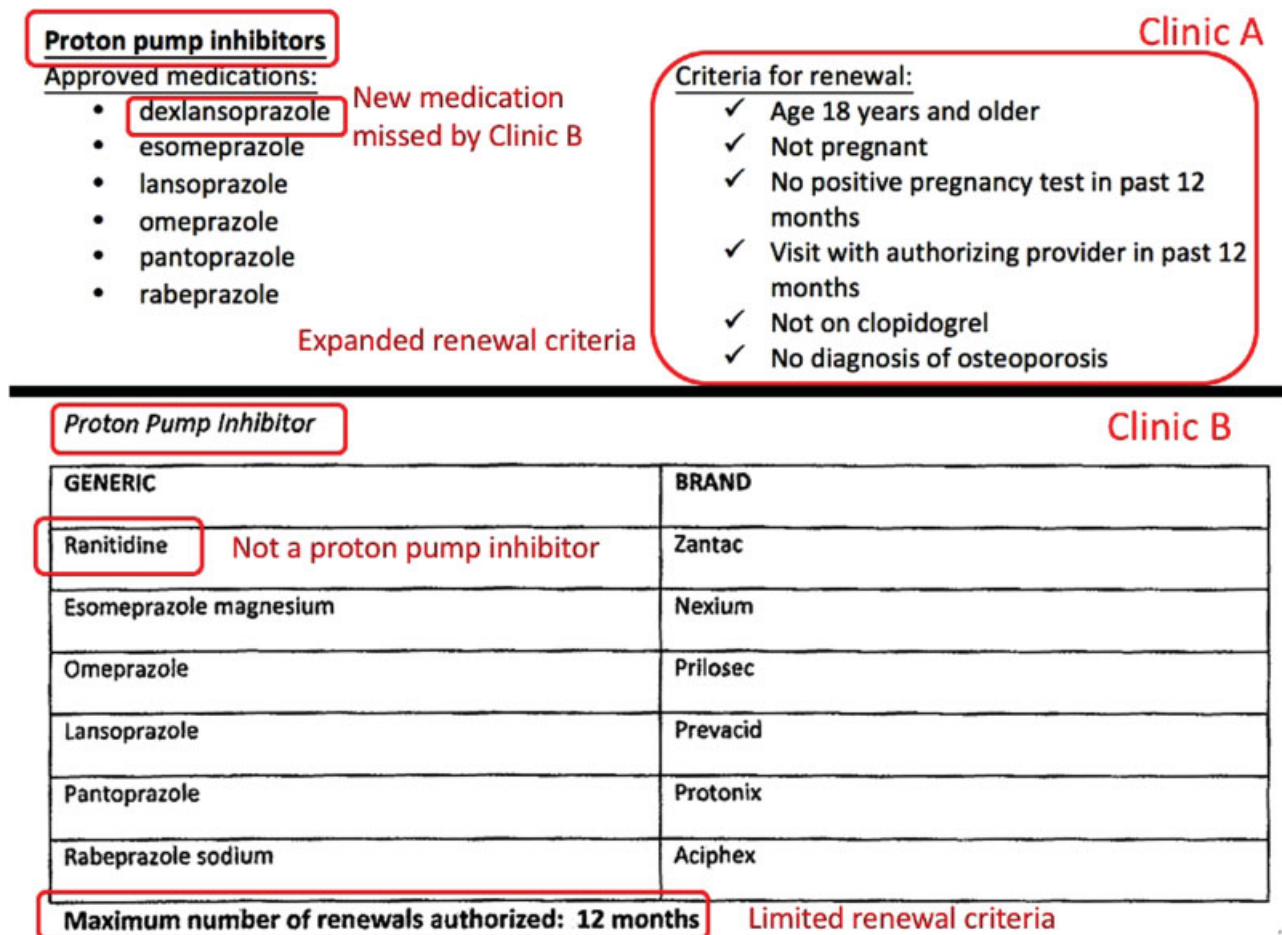 Clinic A
Proton pump inhibitors
Approved medications:
• dexlansoprazole
• esomeprazole
• lansoprazole
• omeprazole
• pantoprazole
• rabeprazole
New medication
missed by Clinic B
Expanded renewal criteria
Criteria for renewal:
✓ Age 18 years and older
✓ Not pregnant
✓ No positive pregnancy test in past 12
months
✓ Visit with authorizing provider in past 12
months
✓ Not on clopidogrel
✓ No diagnosis of osteoporosis
Proton Pump Inhibitor
Clinic B
GENERIC BRAND
Ranitidine Not a proton pump inhibitor Zantac
Esomeprazole magnesium Nexium
Omeprazole Prilosec
Lansoprazole Prevacid
Pantoprazole Protonix
Rabeprazole sodium Aciphex
Maximum number of renewals authorized: 12 months Limited renewal criteria